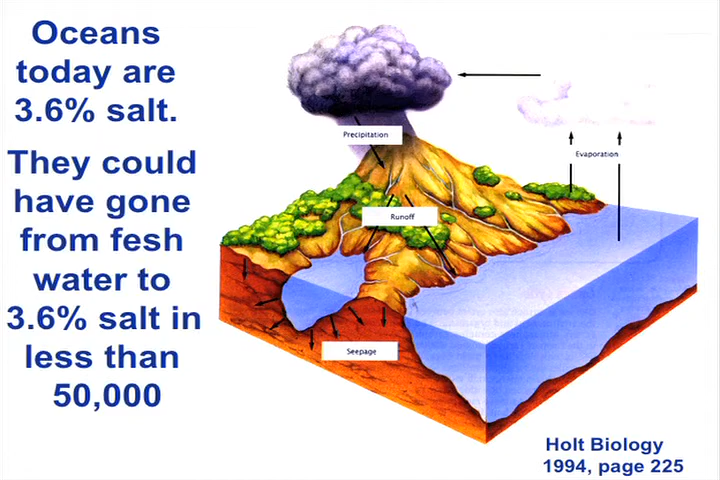 Oceans
today are
3.6% salt.
They could
have gone
from fesh
water to
3.6% salt in
less than
50,000
Precipitation
Evaporation
Runoff
Seepage
Holt Biology
1994, page 225